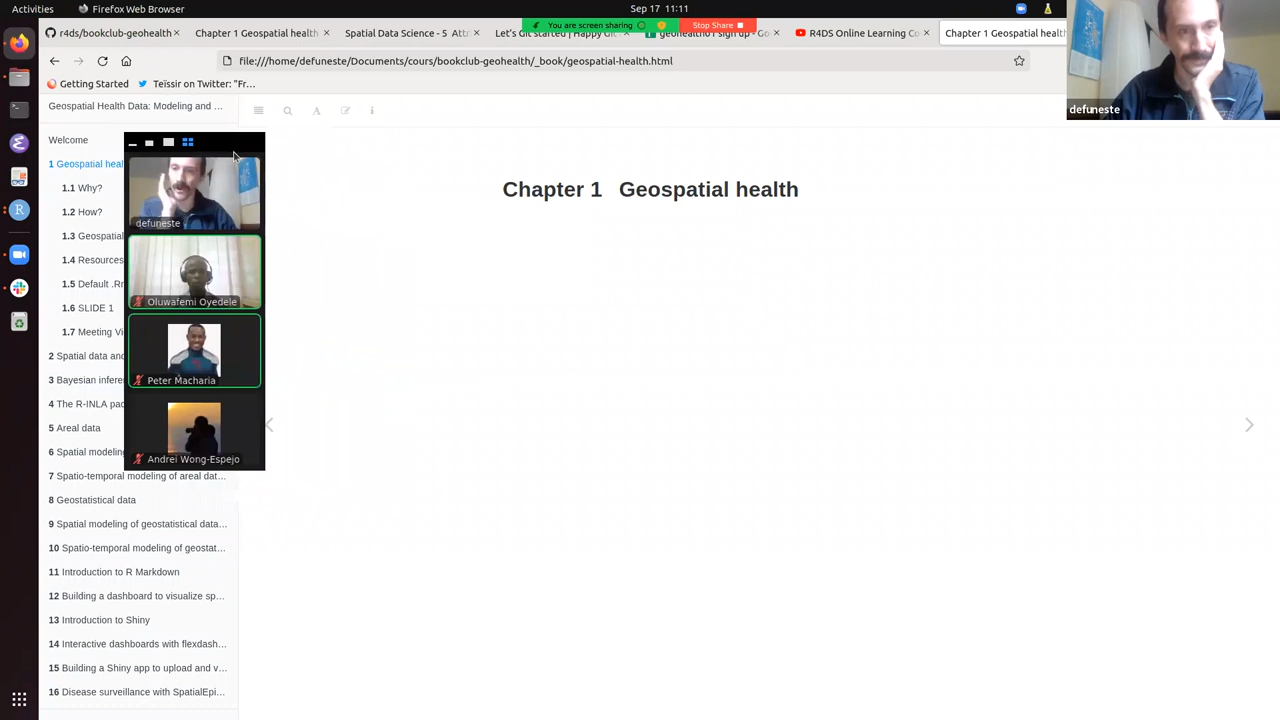 Activities
Firefox Web Browser
Sep 17 11:11
You are screen sharing
Stop Share
r4ds/bookclub-geohealth
Chapter 1 Geospatial health
Spatial Data Science - 5 Attr
Let's Git started | Happy Git
geohealth01 sign up - Go
R4DS Online Learning Co
Chapter 1 Geospatial health
file:///home/defuneste/Documents/cours/bookclub-geohealth/_book/geospatial-health.html
Getting Started
Teïssir on Twitter: "Fr…
defuneste
Geospatial Health Data: Modeling and …
Welcome
1 Geospatial heal
1.1 Why?
1.2 How?
1.3 Geospatial
1.4 Resources
1.5 Default .Rr
1.6 SLIDE 1
1.7 Meeting Vi
2 Spatial data and
3 Bayesian inferen
4 The R-INLA pac
5 Areal data
6 Spatial modeling
7 Spatio-temporal modeling of areal dat…
8 Geostatistical data
9 Spatial modeling of geostatistical data…
10 Spatio-temporal modeling of geostat…
11 Introduction to R Markdown
12 Building a dashboard to visualize sp…
13 Introduction to Shiny
14 Interactive dashboards with flexdash…
15 Building a Shiny app to upload and v…
16 Disease surveillance with SpatialEpi…
defuneste
Oluwafemi Oyedele
Peter Macharia
Andrei Wong-Espejo
Chapter 1 Geospatial health